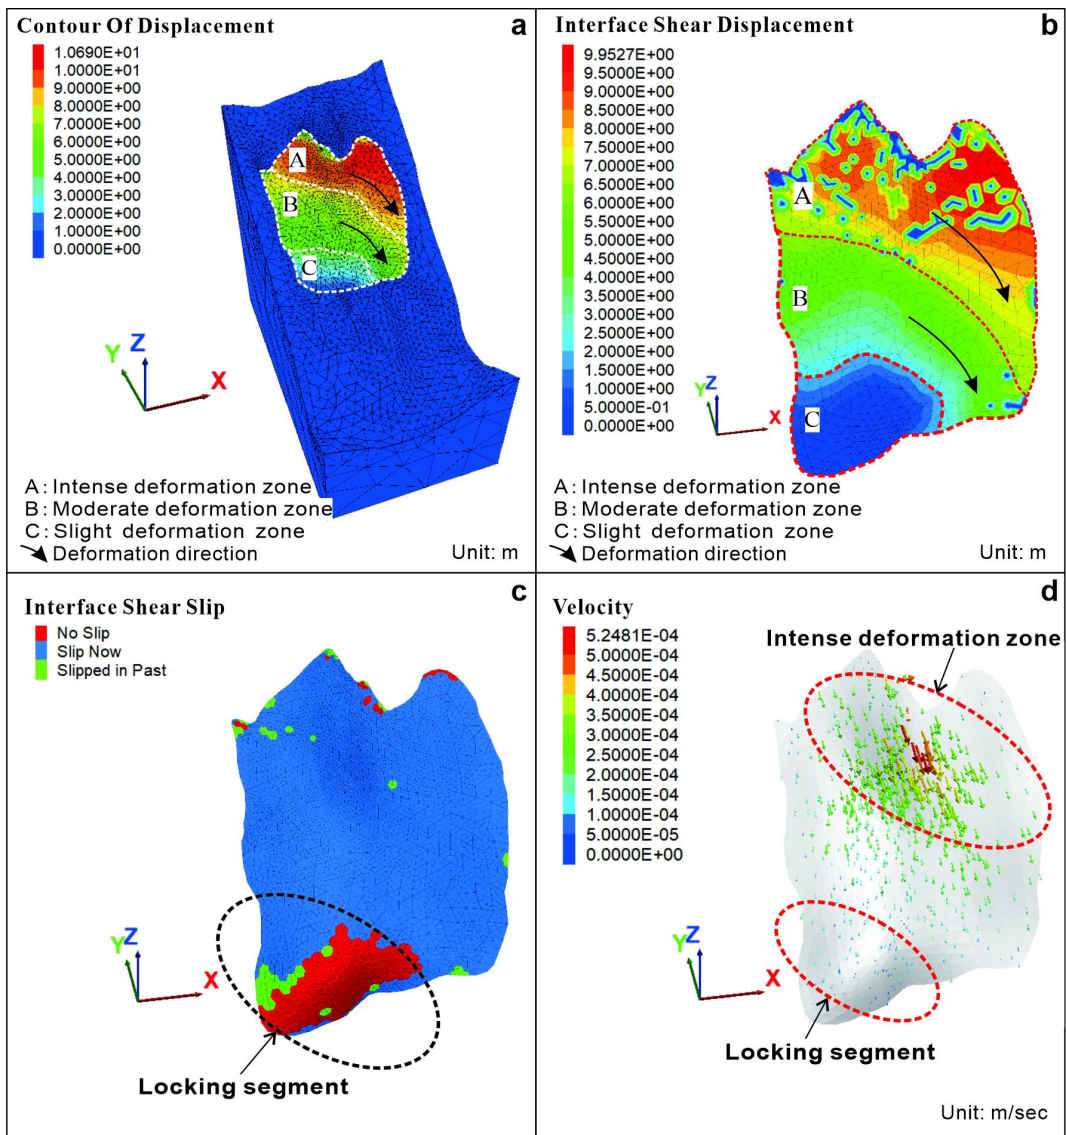 Contour Of Displacement
a
1.0690E+01
1.0000E+01
9.0000E+00
8.0000E+00
7.0000E+00
6.0000E+00
5.0000E+00
4.0000E+00
3.0000E+00
2.0000E+00
1.0000E+00
0.0000E+00
A
B
C
Y
Z
X
A: Intense deformation zone
B: Moderate deformation zone
C: Slight deformation zone
Deformation direction
Unit: m
Interface Shear Displacement
b
9.9527E+00
9.5000E+00
9.0000E+00
8.5000E+00
8.0000E+00
7.5000E+00
7.0000E+00
6.5000E+00
6.0000E+00
5.5000E+00
5.0000E+00
4.5000E+00
4.0000E+00
3.5000E+00
3.0000E+00
2.5000E+00
2.0000E+00
1.5000E+00
1.0000E+00
5.0000E-01
0.0000E+00
A
B
C
Y
Z
X
A: Intense deformation zone
B: Moderate deformation zone
C: Slight deformation zone
Deformation direction
Unit: m
Interface Shear Slip
c
No Slip
Slip Now
Slipped in Past
Y
Z
X
Locking segment
Velocity
d
5.2481E-04
5.0000E-04
4.5000E-04
4.0000E-04
3.5000E-04
3.0000E-04
2.5000E-04
2.0000E-04
1.5000E-04
1.0000E-04
5.0000E-05
0.0000E+00
Intense deformation zone
Y
Z
X
Locking segment
Unit: m/sec